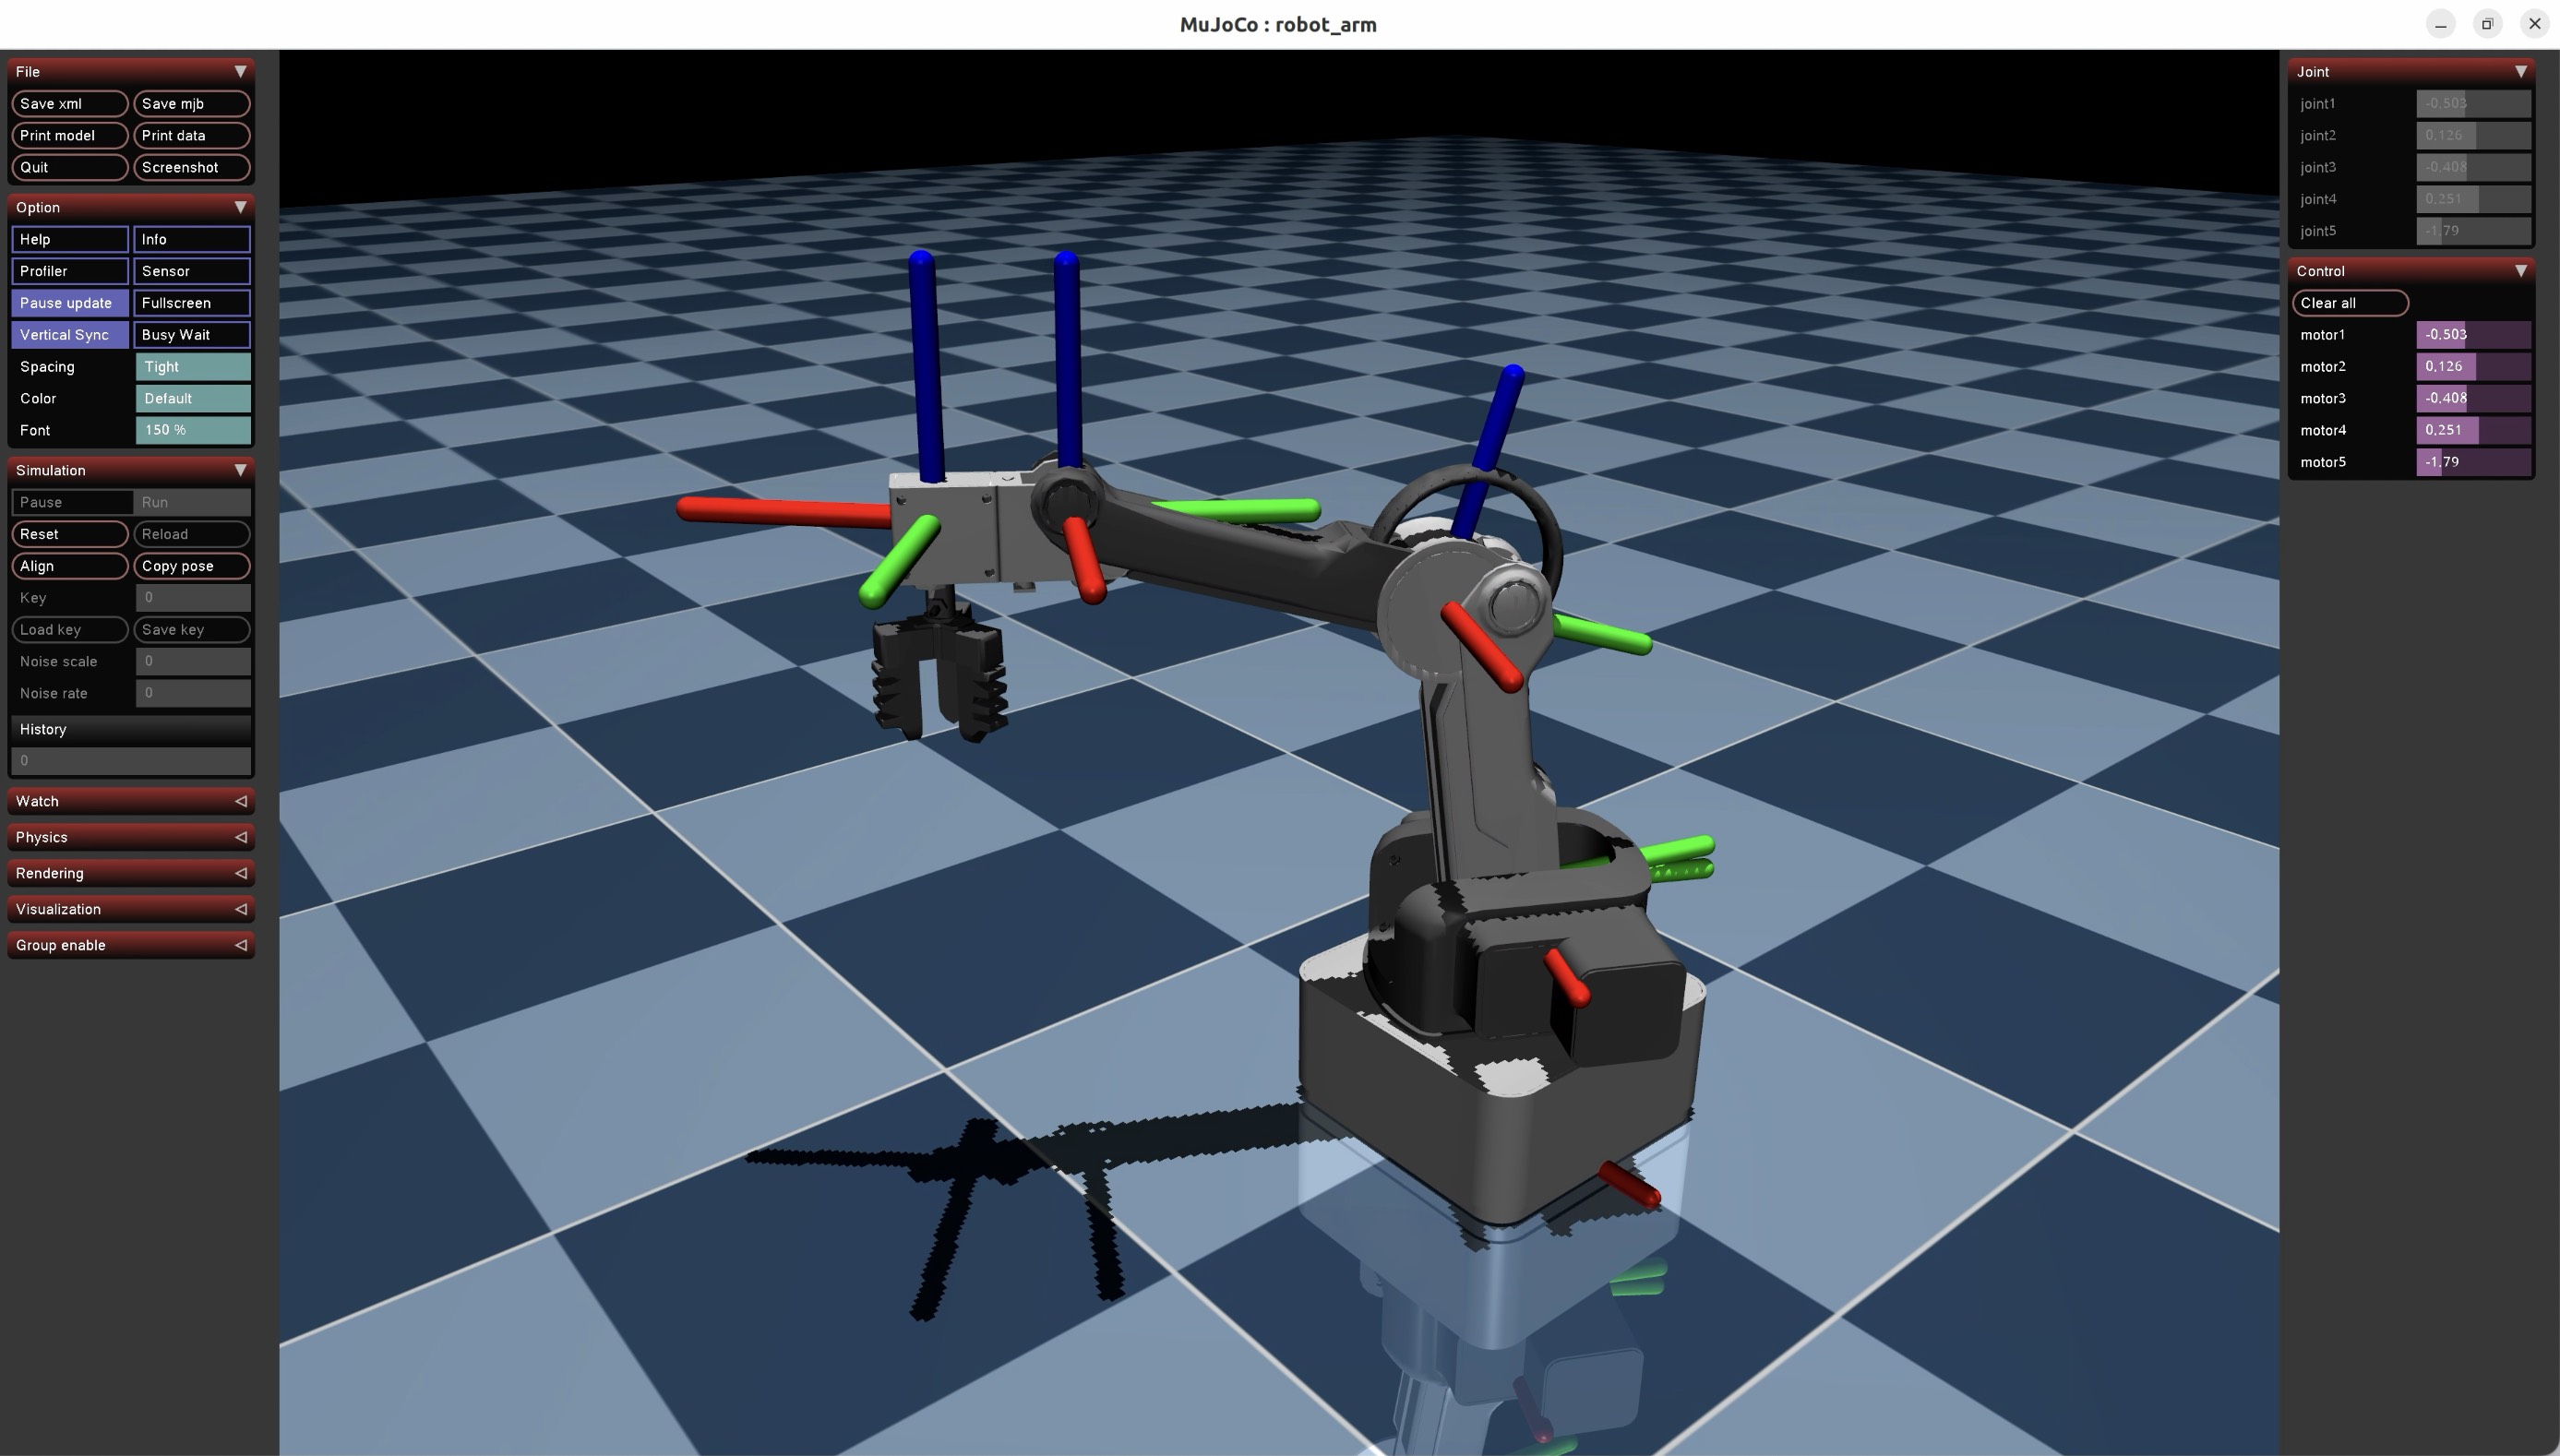 MuJoCo : robot_arm
File
Save xml Save mjb
Print model Print data
Quit Screenshot
Option
Help Info
Profiler Sensor
Pause update Fullscreen
Vertical Sync Busy Wait
Spacing Tight
Color Default
Font 150 %
Simulation
Pause Run
Reset Reload
Align Copy pose
Key 0
Load key Save key
Noise scale 0
Noise rate 0
History
0
Watch
Physics
Rendering
Visualization
Group enable
Joint
joint1 -0.503
joint2 0.126
joint3 -0.408
joint4 0.251
joint5 -1.79
Control
Clear all
motor1 -0.503
motor2 0.126
motor3 -0.408
motor4 0.251
motor5 -1.79